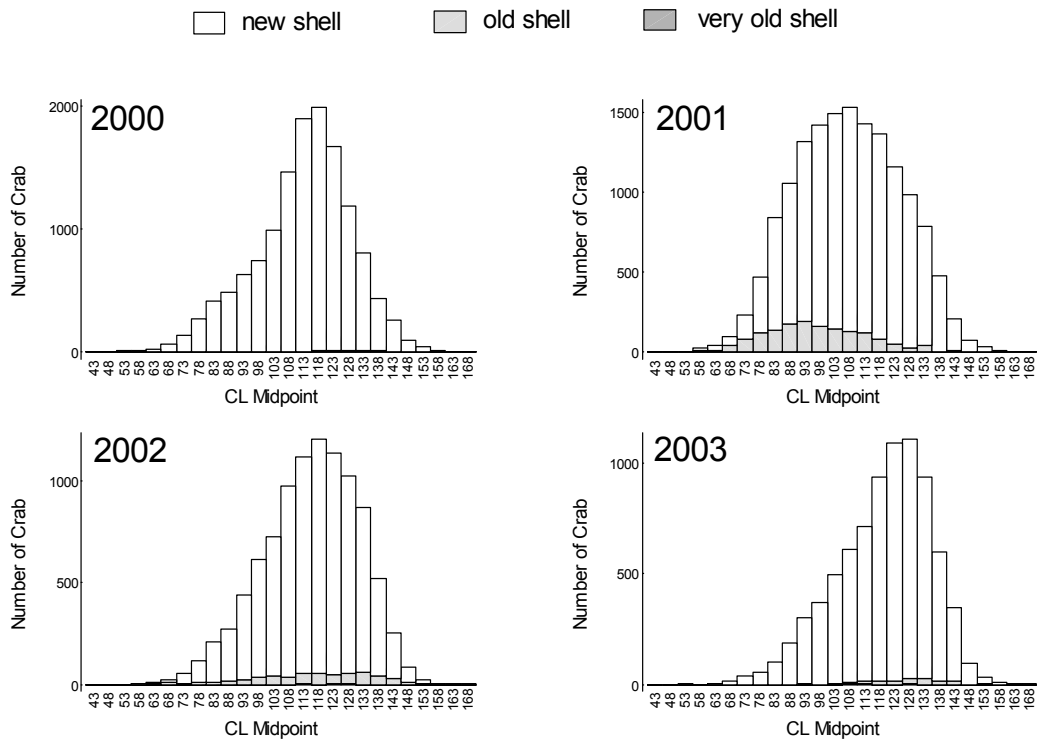 new shell old shell very old shell
2000
Number of Crab
2000
1000
0
43 48 53 58 63 68 73 78 83 88 93 98 103 108 113 118 123 128 133 138 143 148 153 158 163 168
CL Midpoint
2001
Number of Crab
1500
1000
500
0
43 48 53 58 63 68 73 78 83 88 93 98 103 108 113 118 123 128 133 138 143 148 153 158 163 168
CL Midpoint
2002
Number of Crab
1000
500
0
43 48 53 58 63 68 73 78 83 88 93 98 103 108 113 118 123 128 133 138 143 148 153 158 163 168
CL Midpoint
2003
Number of Crab
1000
500
0
43 48 53 58 63 68 73 78 83 88 93 98 103 108 113 118 123 128 133 138 143 148 153 158 163 168
CL Midpoint